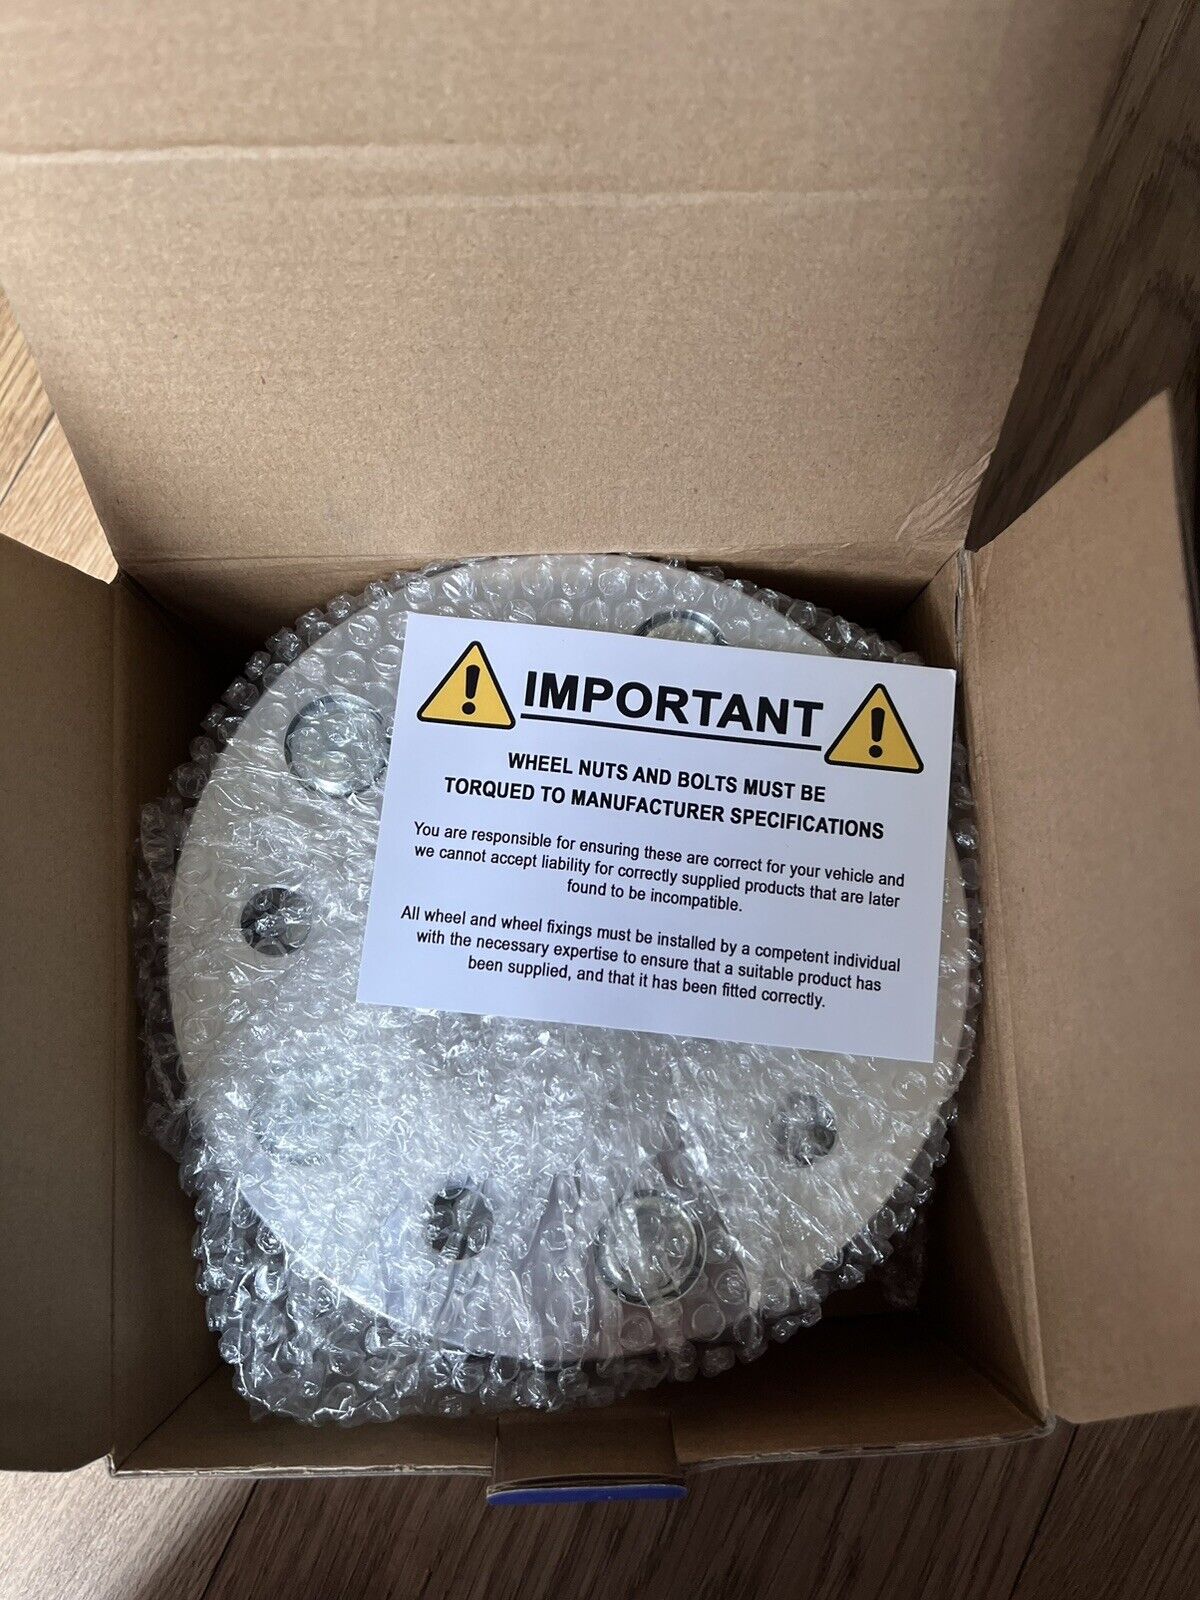 IMPORTANT
WHEEL NUTS AND BOLTS MUST BE
TORQUED TO MANUFACTURER SPECIFICATIONS
You are responsible for ensuring these are correct for your vehicle and
we cannot accept liability for correctly supplied products that are later
found to be incompatible.
All wheel and wheel fixings must be installed by a competent individual
with the necessary expertise to ensure that a suitable product has
been supplied, and that it has been fitted correctly.